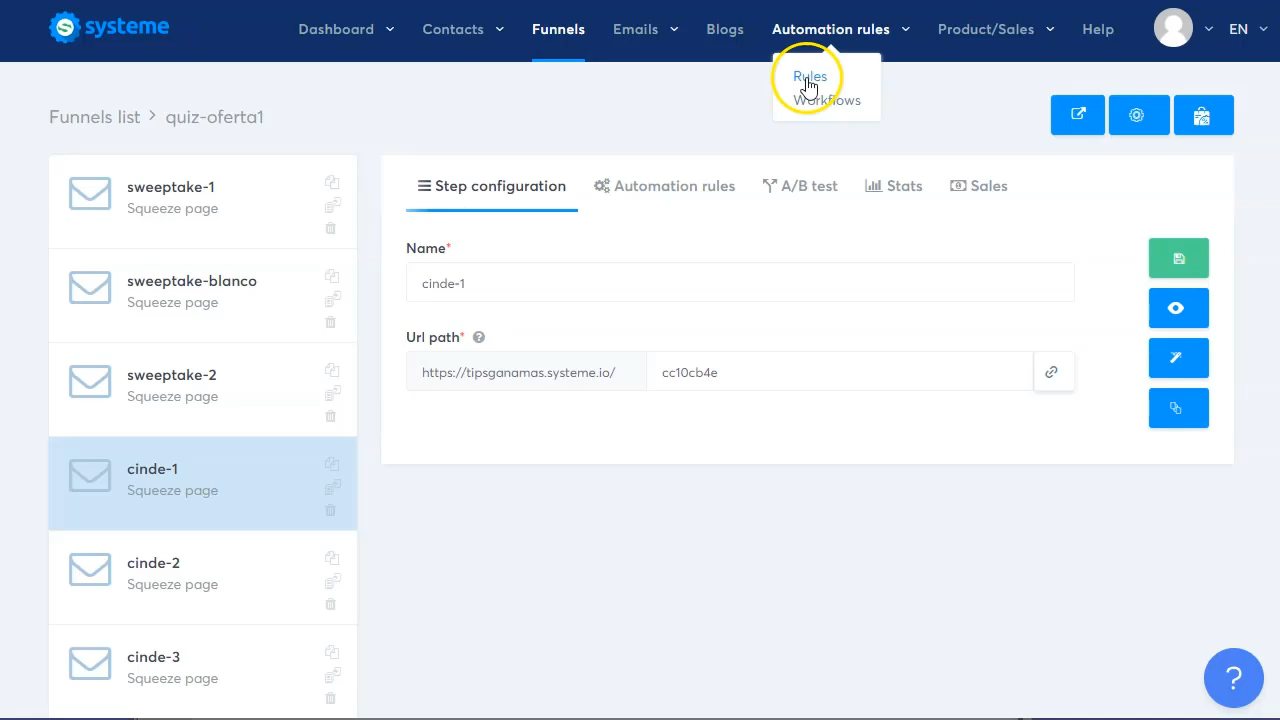 systeme
Dashboard Contacts Funnels Emails Blogs Automation rules Product/Sales Help EN
Rules
Workflows
Funnels list > quiz-oferta1
sweeptake-1
Squeeze page
sweeptake-blanco
Squeeze page
sweeptake-2
Squeeze page
cinde-1
Squeeze page
cinde-2
Squeeze page
cinde-3
Squeeze page
Step configuration Automation rules A/B test Stats Sales
Name*
cinde-1
Url path* ?
https://tipsganamas.systeme.io/ cc10cb4e
?